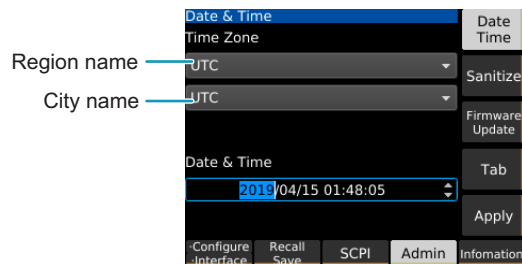 Date & Time
Time Zone
Region name
UTC
City name
UTC
Date & Time
2019/04/15 01:48:05
Date
Time
Sanitize
Firmware
Update
Tab
Apply
·Configure
·Interface
Recall
Save
SCPI
Admin
Infomation